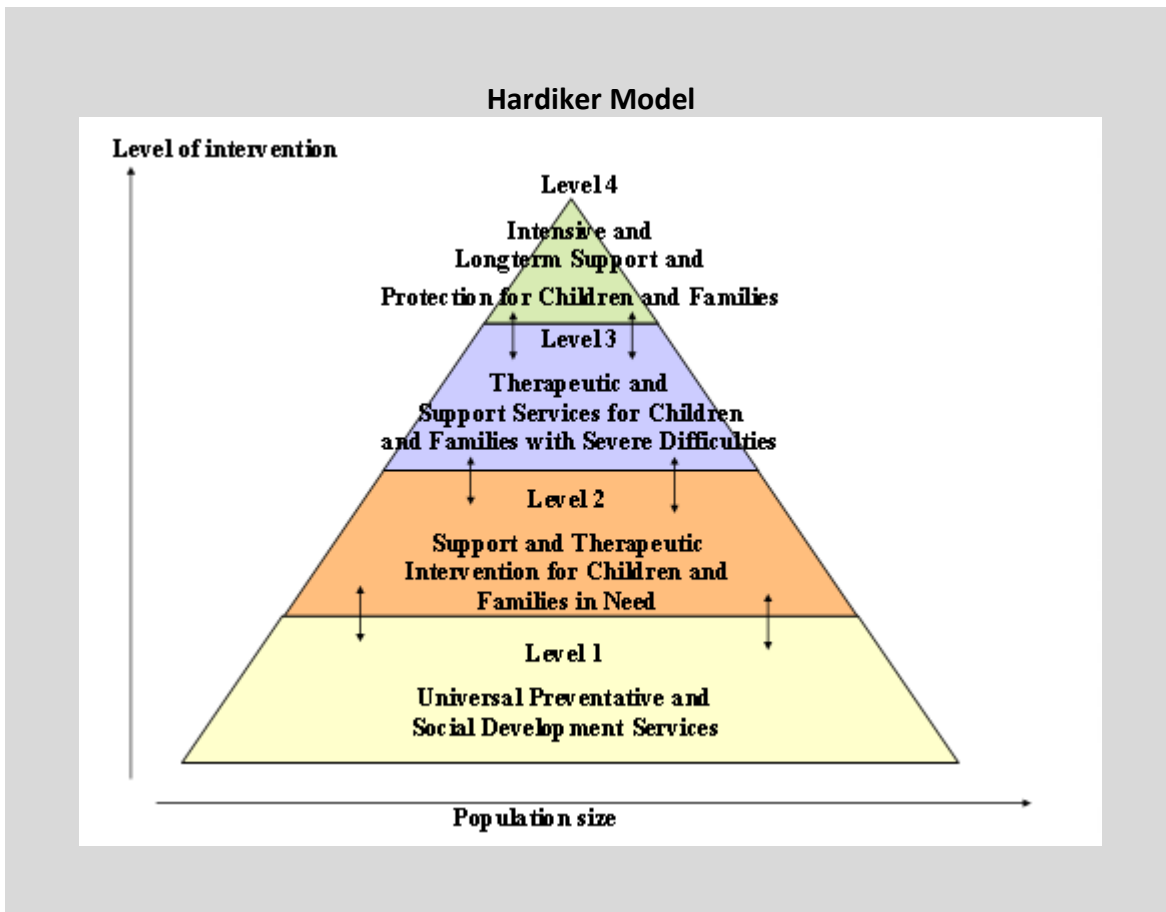 Hardiker Model
Level of intervention
Level 4
Intensive and
Longterm Support and
Protection for Children and Families
Level 3
Therapeutic and
Support Services for Children
and Families with Severe Difficulties
Level 2
Support and Therapeutic
Intervention for Children and
Families in Need
Level 1
Universal Preventative and
Social Development Services
Population size